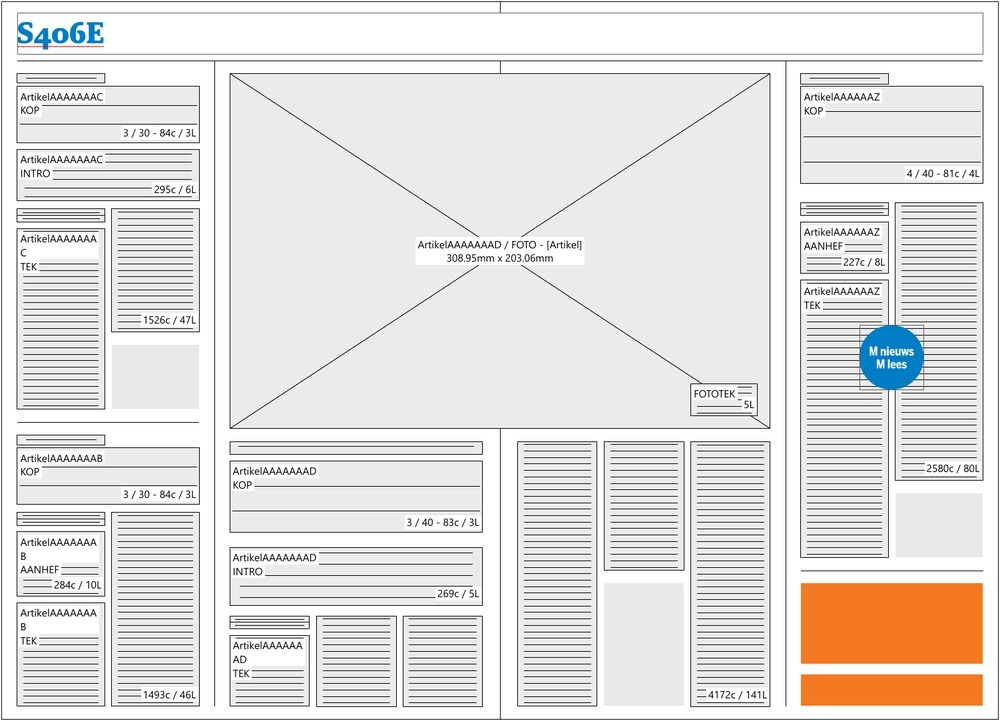 S406E
ArtikelAAAAAAAC
KOP
3 / 30 - 84c / 3L
ArtikelAAAAAAAC
INTRO
295c / 6L
ArtikelAAAAAAA
C
TEK
1526c / 47L
ArtikelAAAAAAAB
KOP
3 / 30 - 84c / 3L
ArtikelAAAAAAA
B
AANHEF
284c / 10L
ArtikelAAAAAAA
B
TEK
1493c / 46L
ArtikelAAAAAAAD / FOTO - [Artikel]
308.95mm x 203.06mm
FOTOTEK
5L
ArtikelAAAAAAAD
KOP
3 / 40 - 83c / 3L
ArtikelAAAAAAAD
INTRO
269c / 5L
ArtikelAAAAAA
AD
TEK
4172c / 141L
ArtikelAAAAAAZ
KOP
4 / 40 - 81c / 4L
ArtikelAAAAAAZ
AANHEF
227c / 8L
ArtikelAAAAAAZ
TEK
M nieuws
M lees
2580c / 80L